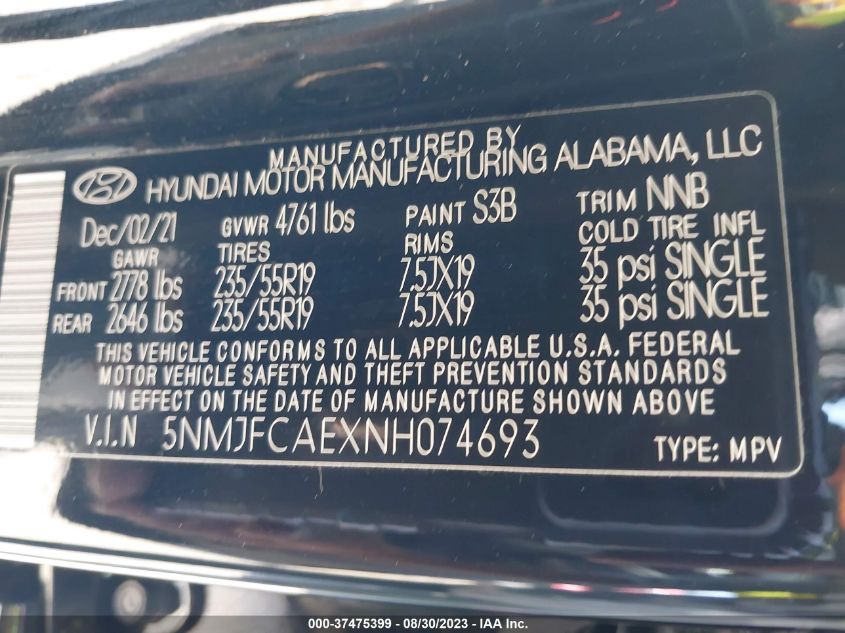 MANUFACTURED BY
HYUNDAI MOTOR MANUFACTURING ALABAMA, LLC
Dec/02/21 GVWR 4761 lbs PAINT S3B TRIM NNB
GAWR TIRES RIMS COLD TIRE INFL
FRONT 2778 lbs 235/55R19 7.5JX19 35 psi SINGLE
REAR 2646 lbs 235/55R19 7.5JX19 35 psi SINGLE
THIS VEHICLE CONFORMS TO ALL APPLICABLE U.S.A. FEDERAL
MOTOR VEHICLE SAFETY AND THEFT PREVENTION STANDARDS
IN EFFECT ON THE DATE OF MANUFACTURE SHOWN ABOVE
V.I.N 5NMJFCAEXNH074693 TYPE: MPV
000-37475399 / 08/30/2023 - IAA Inc.